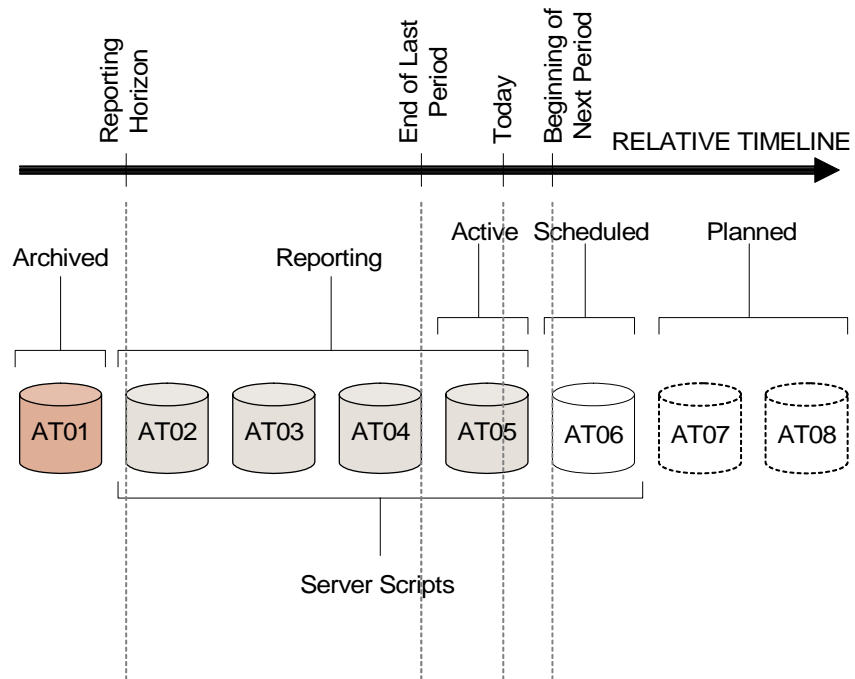 Reporting
Horizon
End of Last
Period
Today
Beginning of
Next Period
RELATIVE TIMELINE
Archived
Reporting
Active
Scheduled
Planned
AT01
AT02
AT03
AT04
AT05
AT06
AT07
AT08
Server Scripts